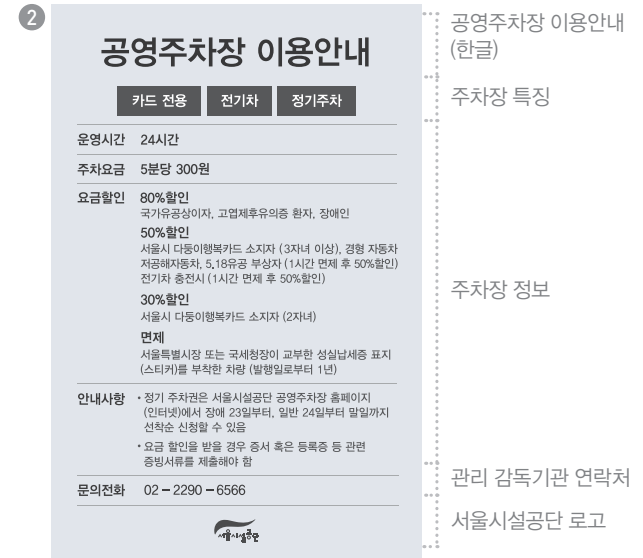 2
공영주차장 이용안내
카드 전용 전기차 정기주차
운영시간 24시간
주차요금 5분당 300원
요금할인 80%할인
국가유공상이자, 고엽제후유의증 환자, 장애인
50%할인
서울시 다둥이행복카드 소지자 (3자녀 이상), 경형 자동차
저공해자동차, 5.18유공 부상자 (1시간 면제 후 50%할인)
전기차 충전시 (1시간 면제 후 50%할인)
30%할인
서울시 다둥이행복카드 소지자 (2자녀)
면제
서울특별시장 또는 국세청장이 교부한 성실납세증 표지
(스티커)를 부착한 차량 (발행일로부터 1년)
안내사항 • 정기 주차권은 서울시설공단 공영주차장 홈페이지
(인터넷)에서 장애 23일부터, 일반 24일부터 말일까지
선착순 신청할 수 있음
• 요금 할인을 받을 경우 증서 혹은 등록증 등 관련
증빙서류를 제출해야 함
문의전화 02-2290-6566
서울시설공단
공영주차장 이용안내
(한글)
주차장 특징
주차장 정보
관리 감독기관 연락처
서울시설공단 로고